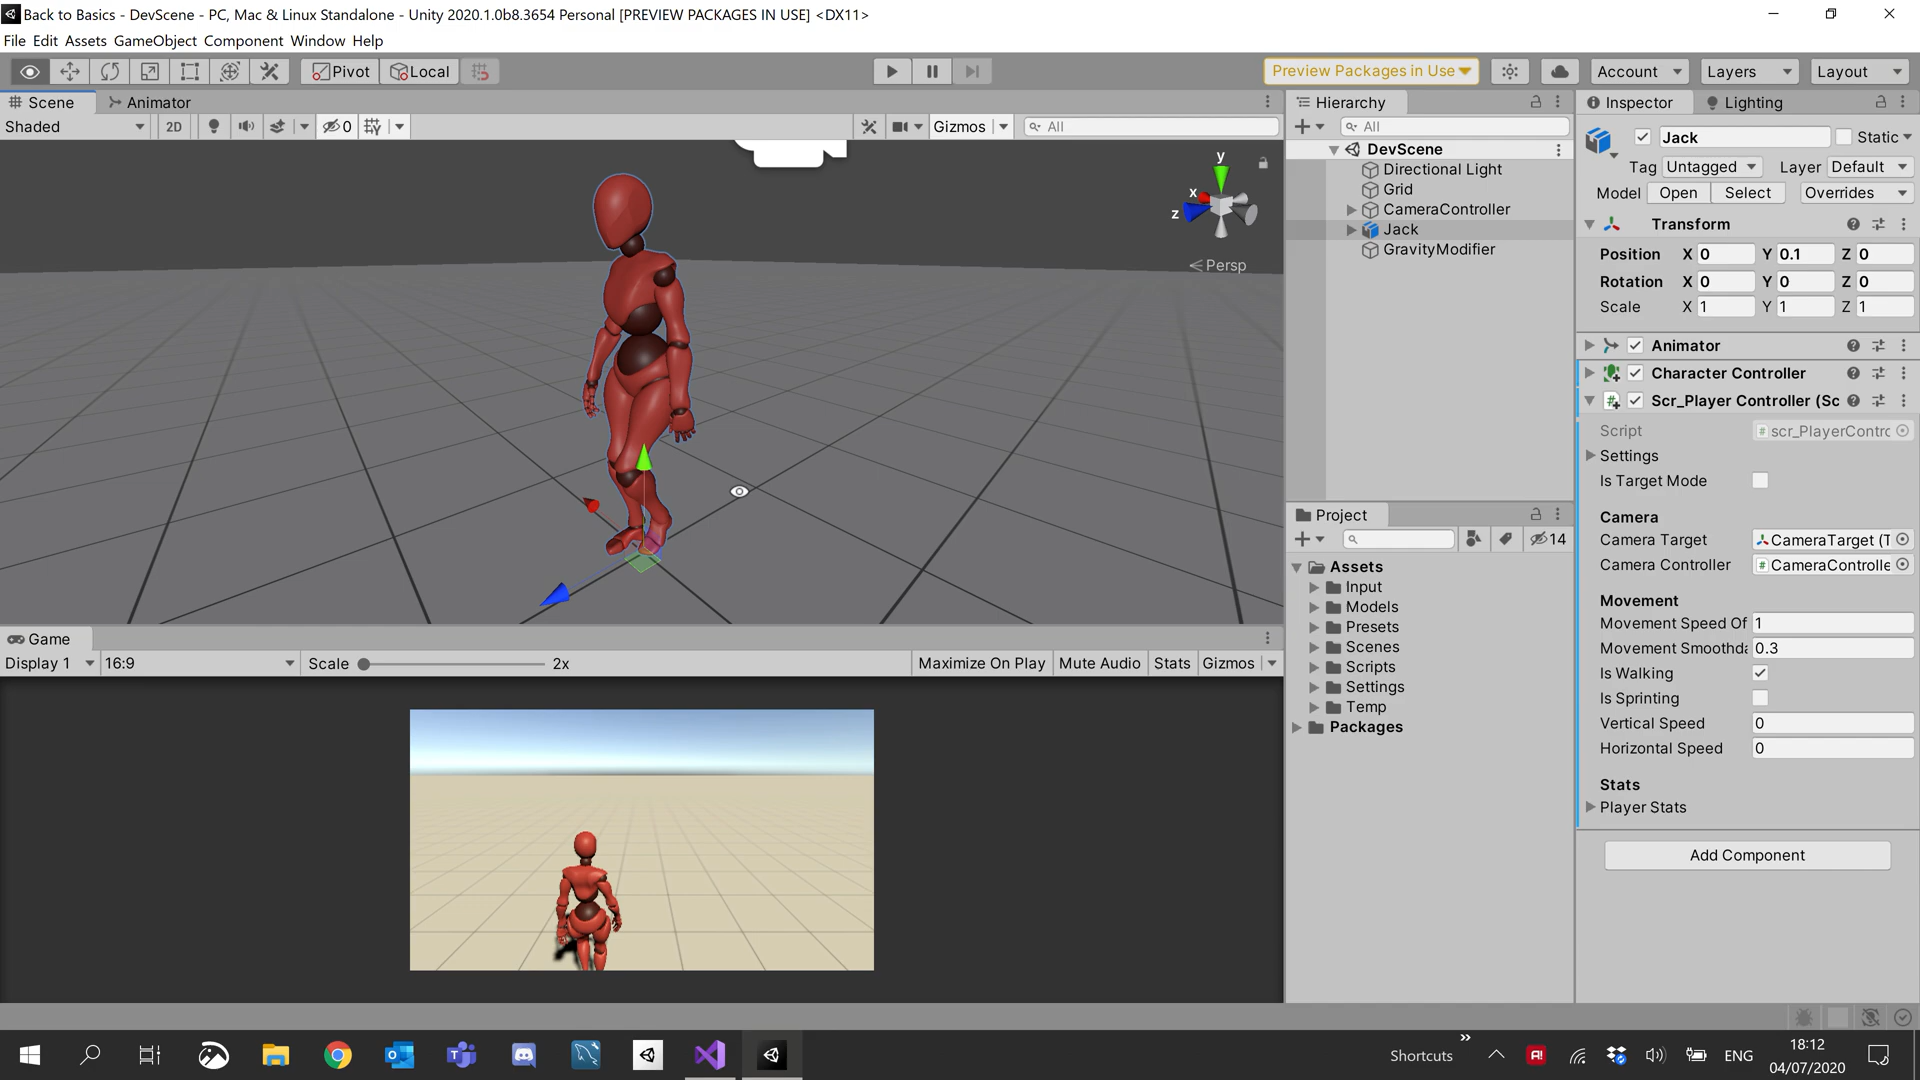 Back to Basics - DevScene - PC, Mac & Linux Standalone - Unity 2020.1.0b8.3654 Personal [PREVIEW PACKAGES IN USE] <DX11>
File Edit Assets GameObject Component Window Help
Pivot Local Preview Packages in Use Account Layers Layout
Scene Animator
Shaded 2D 0 Gizmos All
y
x
z
Persp
Game
Display 1 16:9 Scale 2x Maximize On Play Mute Audio Stats Gizmos
Hierarchy
All
DevScene
Directional Light
Grid
CameraController
Jack
GravityModifier
Project
14
Assets
Input
Models
Presets
Scenes
Scripts
Settings
Temp
Packages
Inspector Lighting
Jack Static
Tag Untagged Layer Default
Model Open Select Overrides
Transform
Position X 0 Y 0.1 Z 0
Rotation X 0 Y 0 Z 0
Scale X 1 Y 1 Z 1
Animator
Character Controller
Scr_Player Controller (Sc
Script # scr_PlayerContro
Settings
Is Target Mode
Camera
Camera Target CameraTarget (T
Camera Controller # CameraControlle
Movement
Movement Speed Of 1
Movement Smoothda 0.3
Is Walking
Is Sprinting
Vertical Speed 0
Horizontal Speed 0
Stats
Player Stats
Add Component
Shortcuts » ENG 18:12
04/07/2020